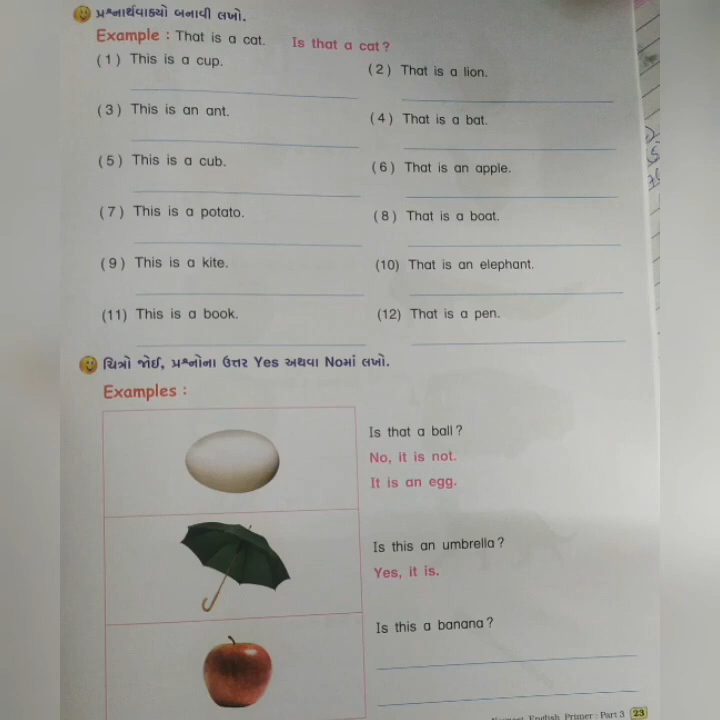 પ્રશ્નાર્થવાક્યો બનાવી લખો.
Example : That is a cat. Is that a cat?
(1) This is a cup.
(2) That is a lion.
(3) This is an ant.
(4) That is a bat.
(5) This is a cub.
(6) That is an apple.
(7) This is a potato.
(8) That is a boat.
(9) This is a kite.
(10) That is an elephant.
(11) This is a book.
(12) That is a pen.
ચિત્રો જોઈ, પ્રશ્નોના ઉત્તર Yes અથવા Noમાં લખો.
Examples :
Is that a ball?
No, it is not.
It is an egg.
Is this an umbrella?
Yes, it is.
Is this a banana?
English Primer : Part 3 23